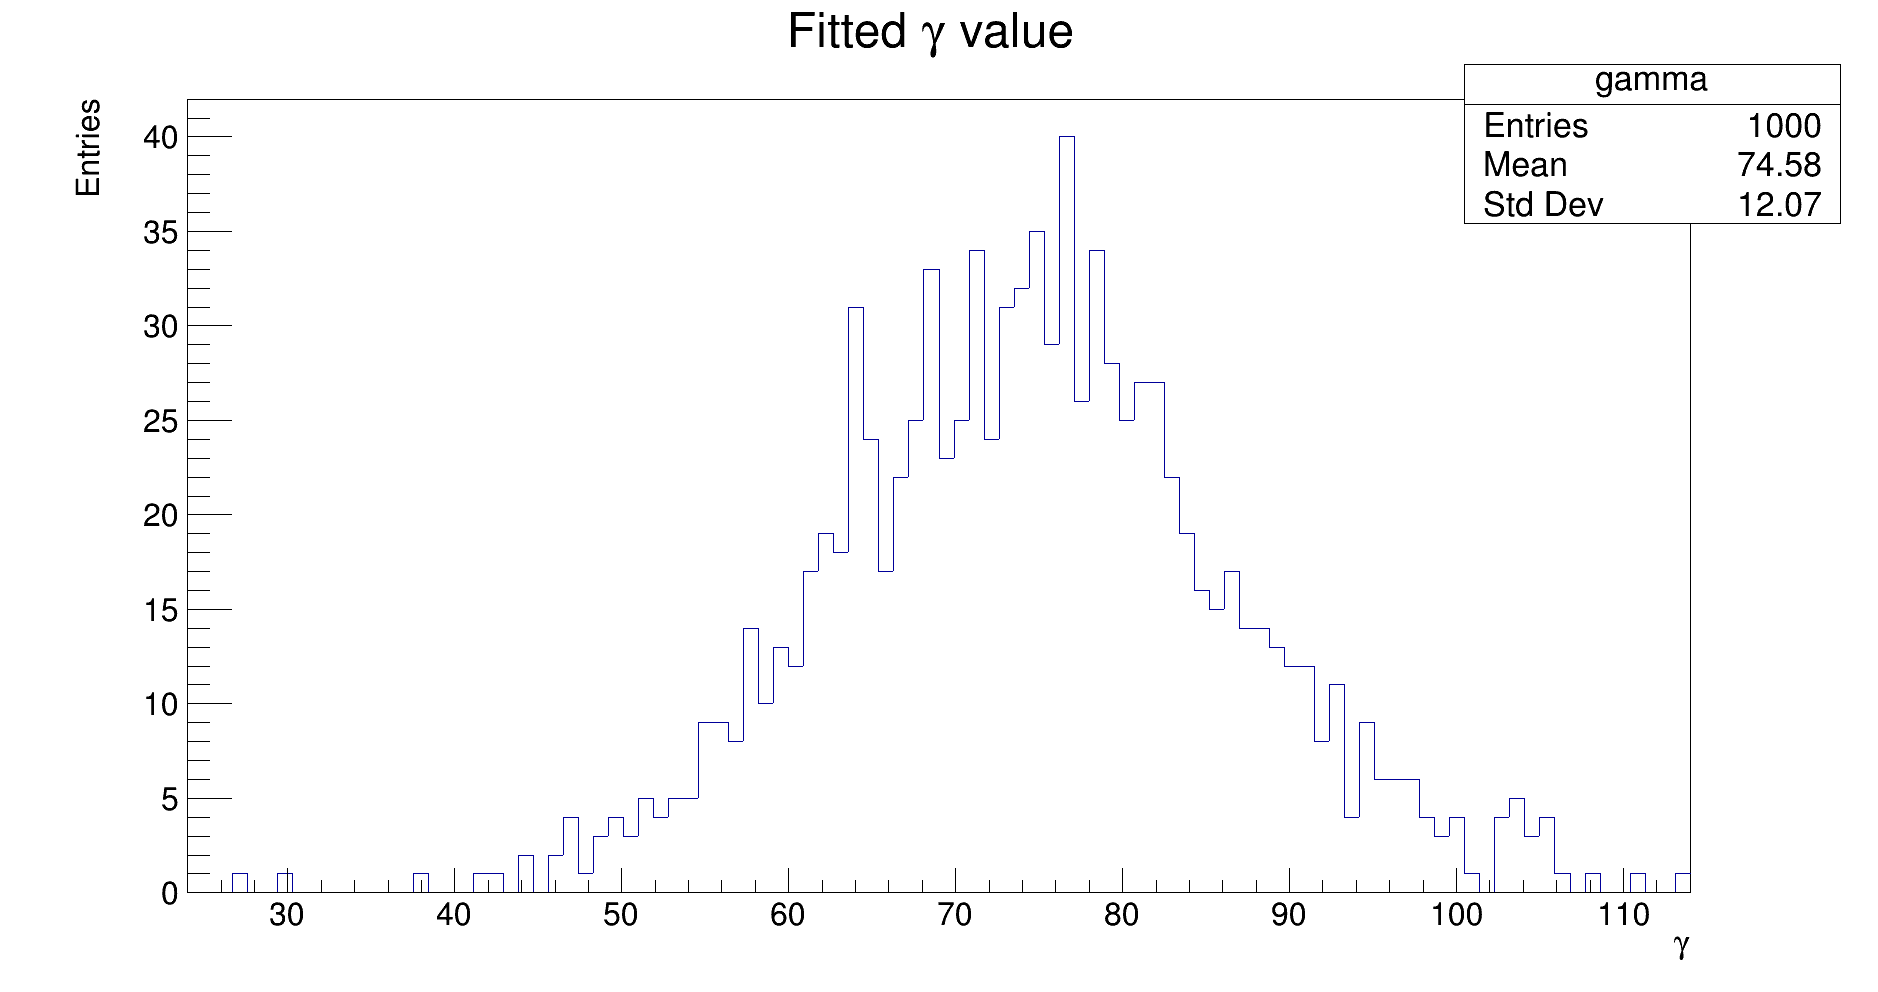 Fitted γ value
gamma
Entries 1000
Mean 74.58
Std Dev 12.07
Entries
40
35
30
25
20
15
10
5
0
30 40 50 60 70 80 90 100 110
γ